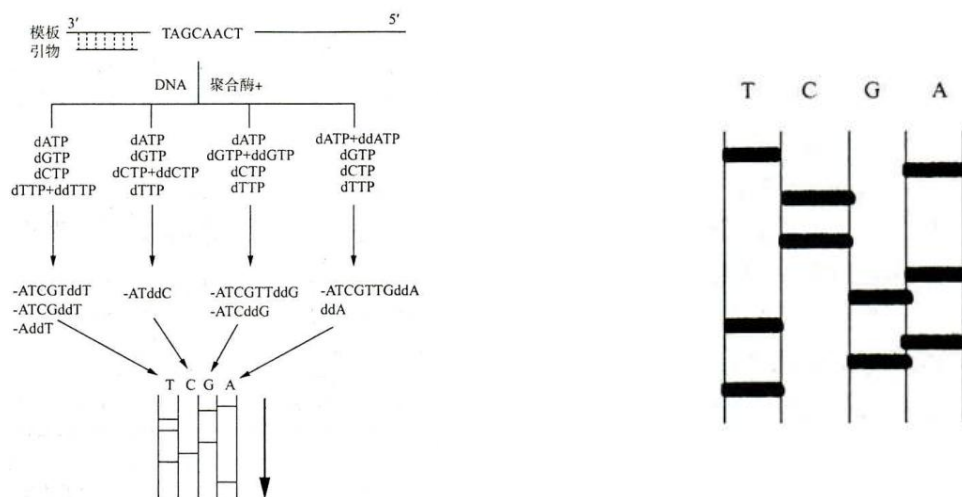 3′ 5′
模板 TAGCAACT
引物
DNA 聚合酶+
dATP
dGTP
dCTP
dTTP+ddTTP
dATP
dGTP
dCTP+ddCTP
dTTP
dATP
dGTP+ddGTP
dCTP
dTTP
dATP+ddATP
dGTP
dCTP
dTTP
-ATCGTddT
-ATCGddT
-AddT
-ATddC
-ATCGTTddG
-ATCddG
-ATCGTTGddA
ddA
T C G A
T C G A